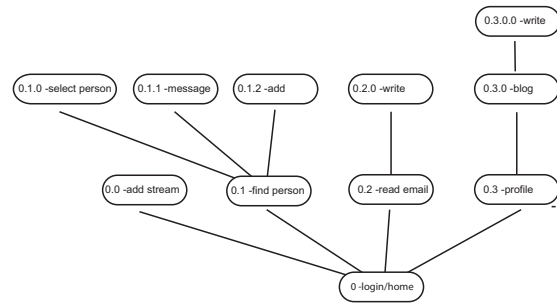 0.3.0.0 -write
0.1.0 -select person
0.1.1 -message
0.1.2 -add
0.2.0 -write
0.3.0 -blog
0.0 -add stream
0.1 -find person
0.2 -read email
0.3 -profile
0 -login/home